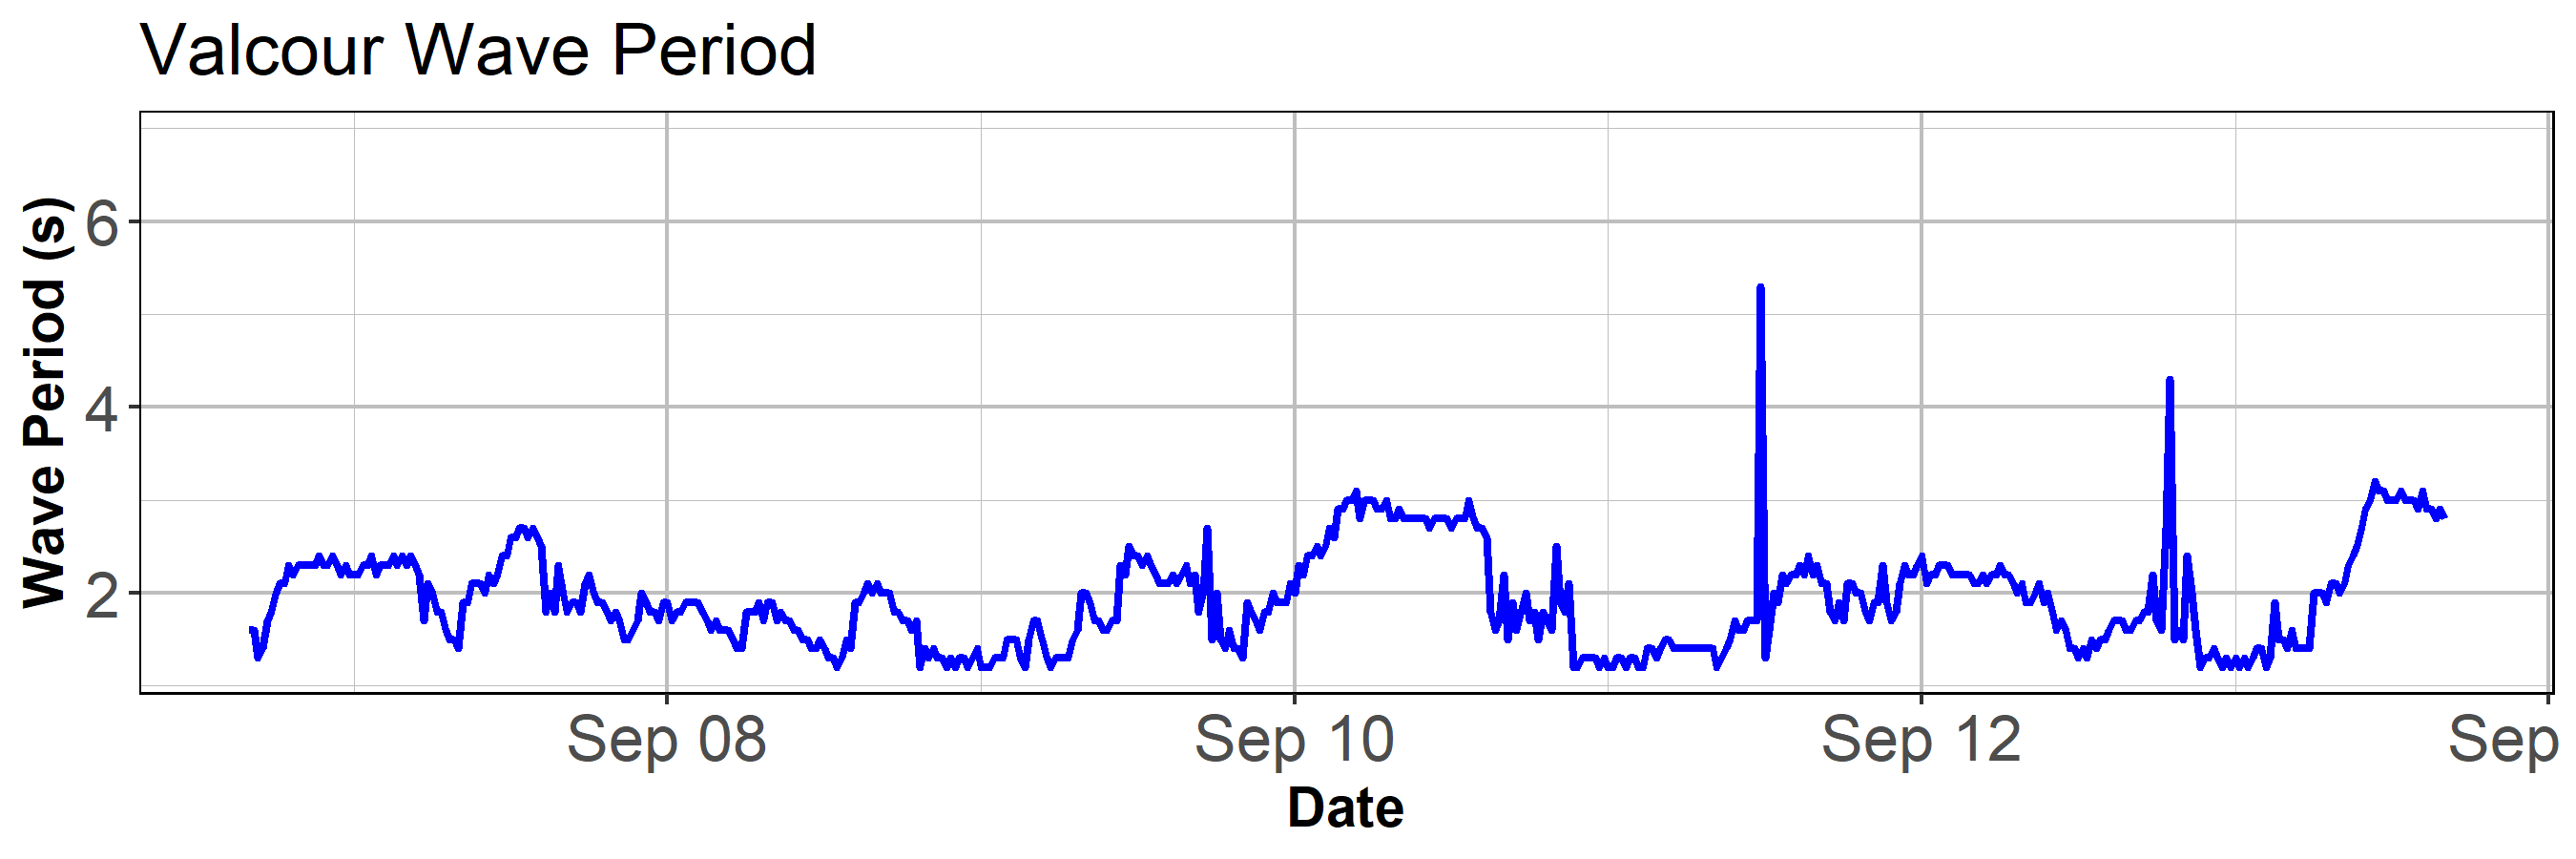 Valcour Wave Period
Wave Period (s)
6
4
2
Sep 08
Sep 10
Sep 12
Sep
Date